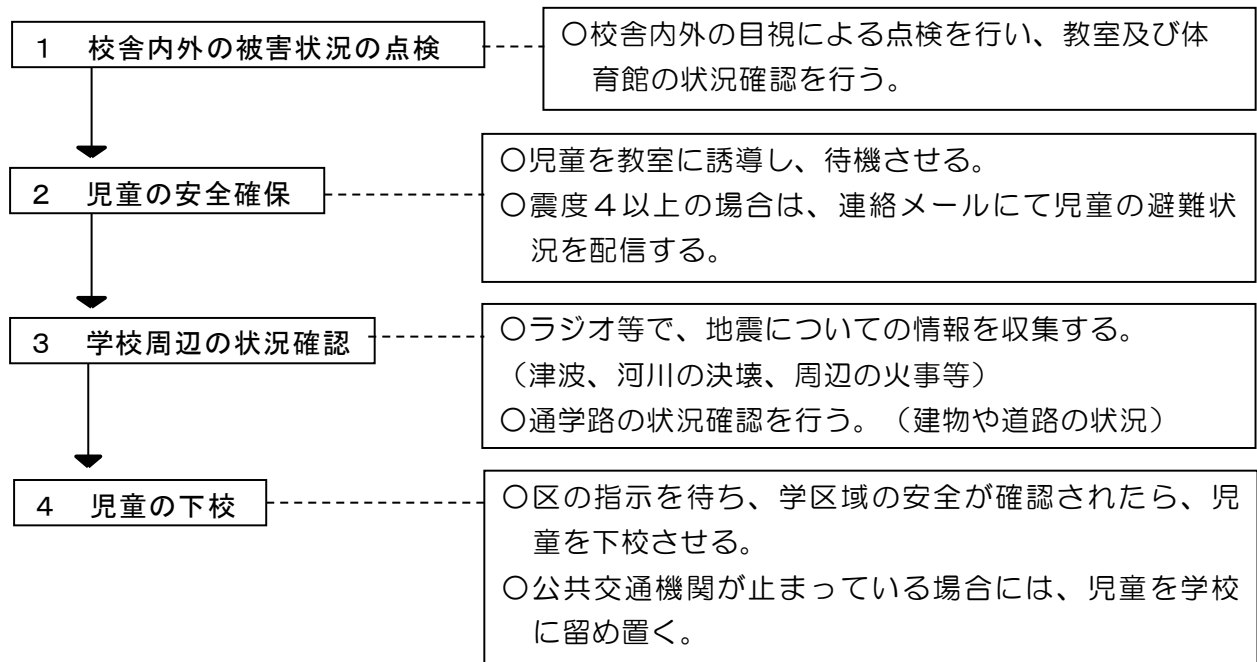 １　校舎内外の被害状況の点検
〇校舎内外の目視による点検を行い、教室及び体
育館の状況確認を行う。
２　児童の安全確保
〇児童を教室に誘導し、待機させる。
〇震度４以上の場合は、連絡メールにて児童の避難状
況を配信する。
３　学校周辺の状況確認
〇ラジオ等で、地震についての情報を収集する。
（津波、河川の決壊、周辺の火事等）
〇通学路の状況確認を行う。（建物や道路の状況）
４　児童の下校
〇区の指示を待ち、学区域の安全が確認されたら、児
童を下校させる。
〇公共交通機関が止まっている場合には、児童を学校
に留め置く。